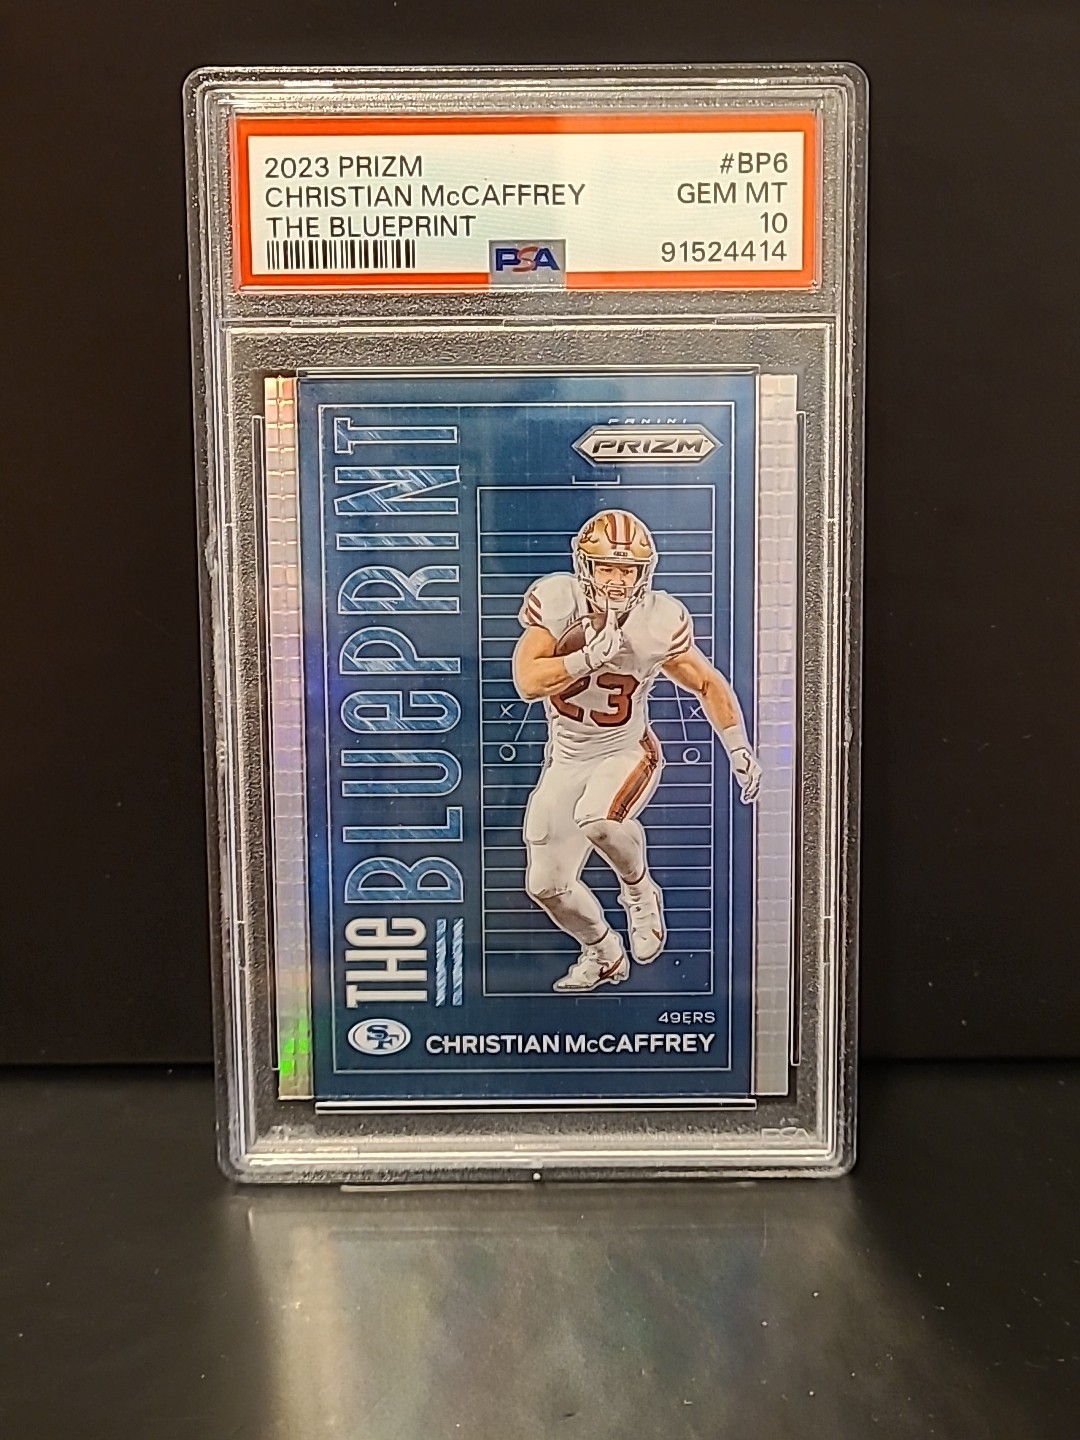 2023 PRIZM
CHRISTIAN McCAFFREY
THE BLUEPRINT
#BP6
GEM MT
10
91524414
PSA
PANINI
PRIZM
THE BLUEPRINT
23
X
O
X
O
SF
49ERS
CHRISTIAN McCAFFREY
PSA